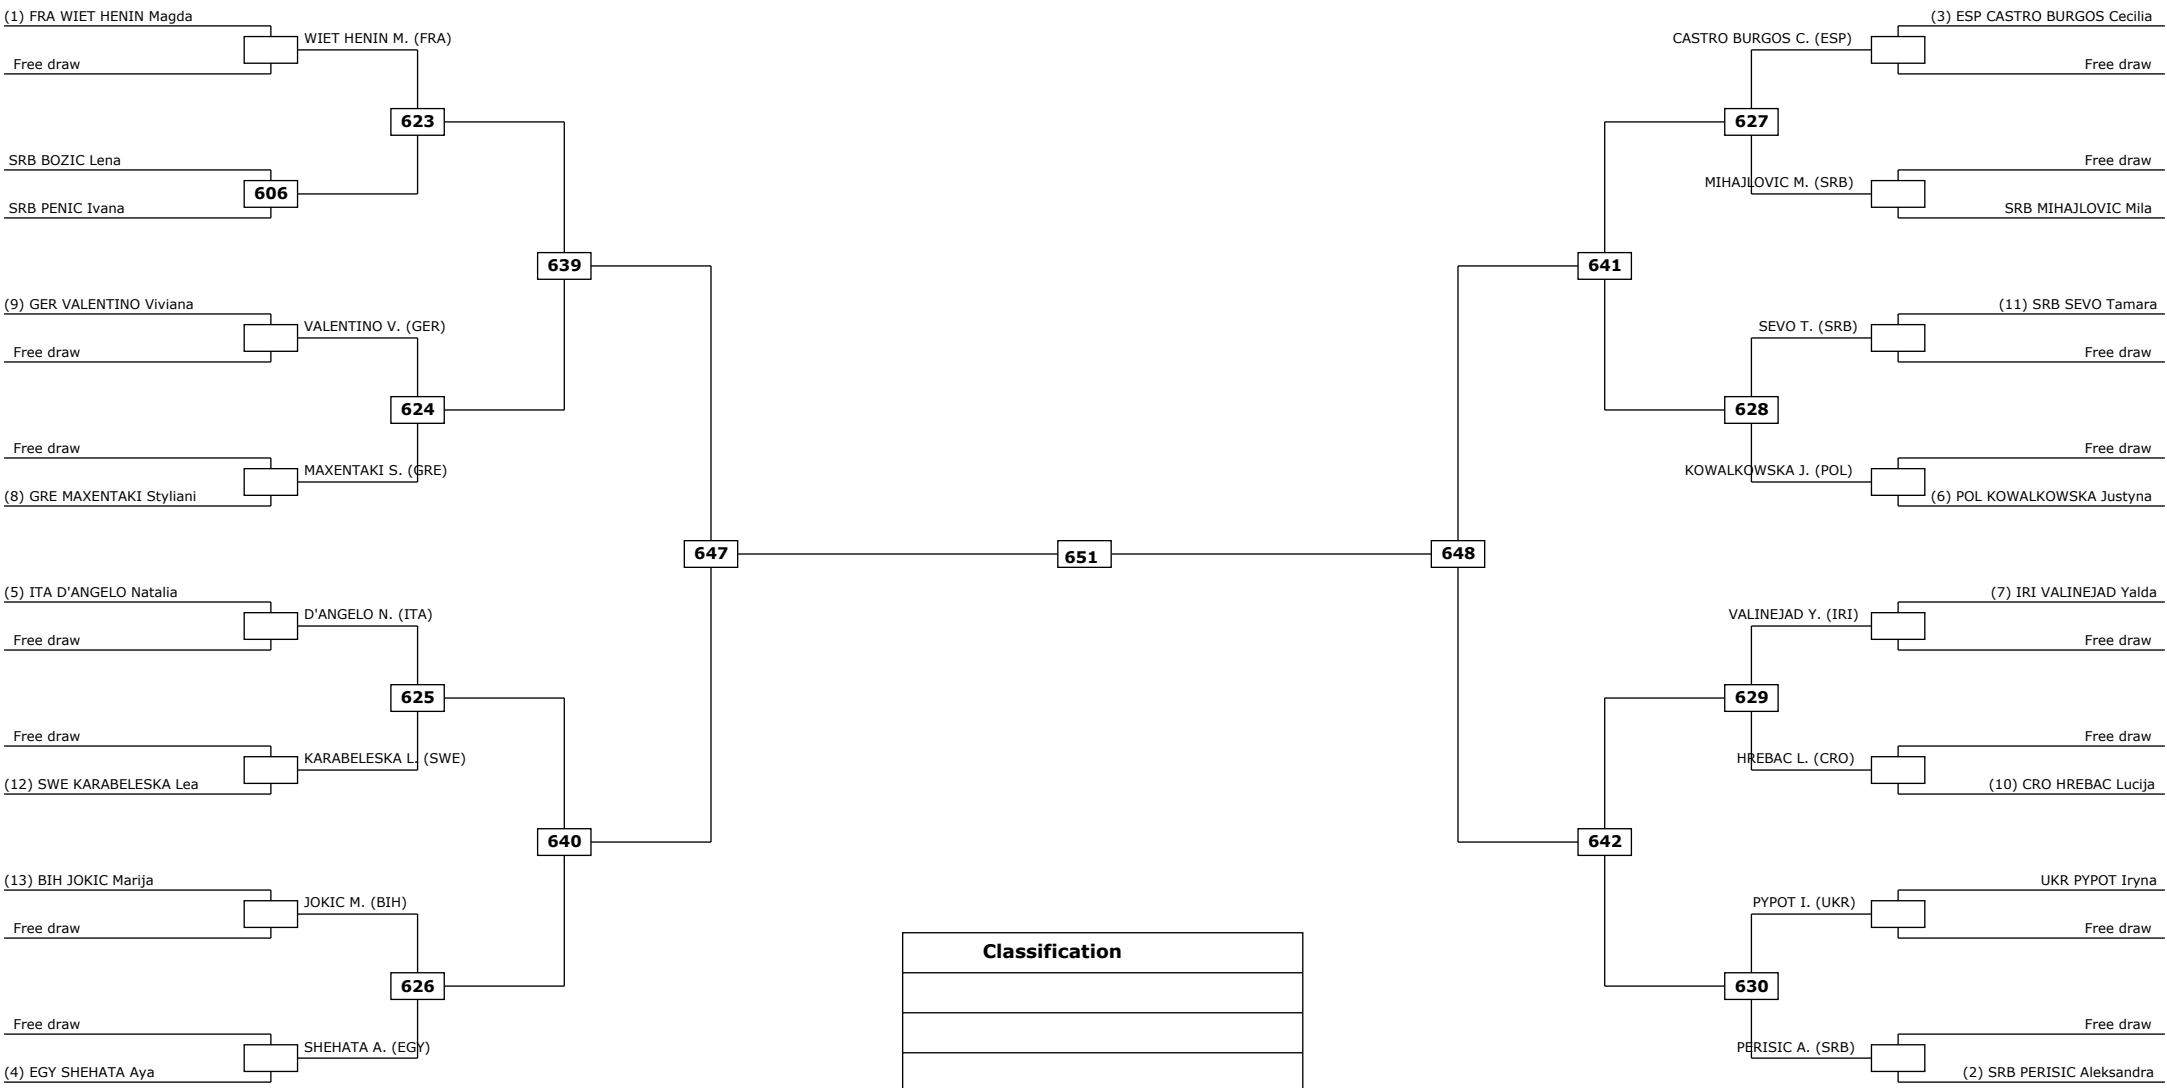 (1) FRA WIET HENIN Magda
WIET HENIN M. (FRA)
Free draw
623
SRB BOZIC Lena
606
SRB PENIC Ivana
639
(9) GER VALENTINO Viviana
VALENTINO V. (GER)
Free draw
624
Free draw
MAXENTAKI S. (GRE)
(8) GRE MAXENTAKI Styliani
647
(5) ITA D'ANGELO Natalia
D'ANGELO N. (ITA)
Free draw
625
Free draw
KARABELESKA L. (SWE)
(12) SWE KARABELESKA Lea
640
(13) BIH JOKIC Marija
JOKIC M. (BIH)
Free draw
626
Free draw
SHEHATA A. (EGY)
(4) EGY SHEHATA Aya
651
Classification
(3) ESP CASTRO BURGOS Cecilia
CASTRO BURGOS C. (ESP)
Free draw
627
Free draw
MIHAJLOVIC M. (SRB)
SRB MIHAJLOVIC Mila
641
(11) SRB SEVO Tamara
SEVO T. (SRB)
Free draw
628
Free draw
KOWALKOWSKA J. (POL)
(6) POL KOWALKOWSKA Justyna
648
(7) IRI VALINEJAD Yalda
VALINEJAD Y. (IRI)
Free draw
629
Free draw
HREBAC L. (CRO)
(10) CRO HREBAC Lucija
642
UKR PYPOT Iryna
PYPOT I. (UKR)
Free draw
630
Free draw
PERISIC A. (SRB)
(2) SRB PERISIC Aleksandra